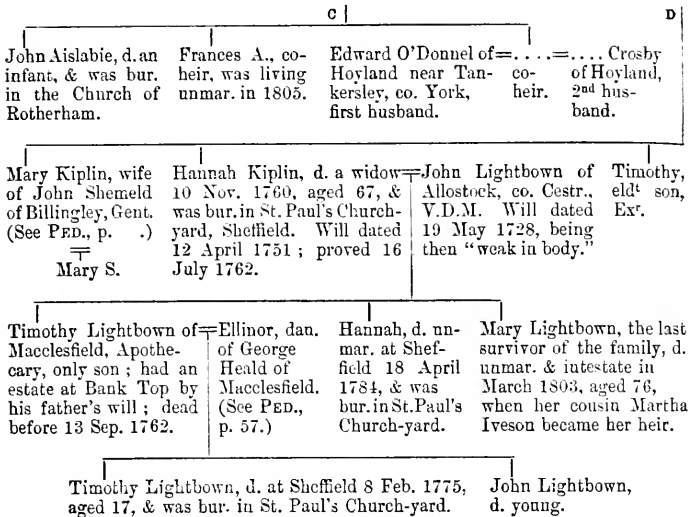 C D
John Aislabie, d. an
infant, & was bur.
in the Church of
Rotherham.
Frances A., co-
heir, was living
unmar. in 1805.
Edward O'Donnel of
Hoyland near Tan-
kersley, co. York,
first husband.
=....=
co-
heir.
.... Crosby
of Hoyland,
2nd hus-
band.
Mary Kiplin, wife
of John Shemeld
of Billingley, Gent.
(See PED., p. .)
Mary S.
Hannah Kiplin, d. a widow
10 Nov. 1760, aged 67, &
was bur. in St. Paul's Church-
yard, Sheffield. Will dated
12 April 1751 ; proved 16
July 1762.
John Lightbown of
Allostock, co. Cestr.,
V.D.M. Will dated
19 May 1728, being
then "weak in body."
Timothy,
eldt son,
Exr.
Timothy Lightbown of
Macclesfield, Apothe-
cary, only son ; had an
estate at Bank Top by
his father's will ; dead
before 13 Sep. 1762.
Ellinor, dau.
of George
Heald of
Macclesfield.
(See PED.,
p. 57.)
Hannah, d. un-
mar. at Shef-
field 18 April
1784, & was
bur. in St. Paul's
Church-yard.
Mary Lightbown, the last
survivor of the family, d.
unmar. & intestate in
March 1803, aged 76,
when her cousin Martha
Iveson became her heir.
Timothy Lightbown, d. at Sheffield 8 Feb. 1775,
aged 17, & was bur. in St. Paul's Church-yard.
John Lightbown,
d. young.